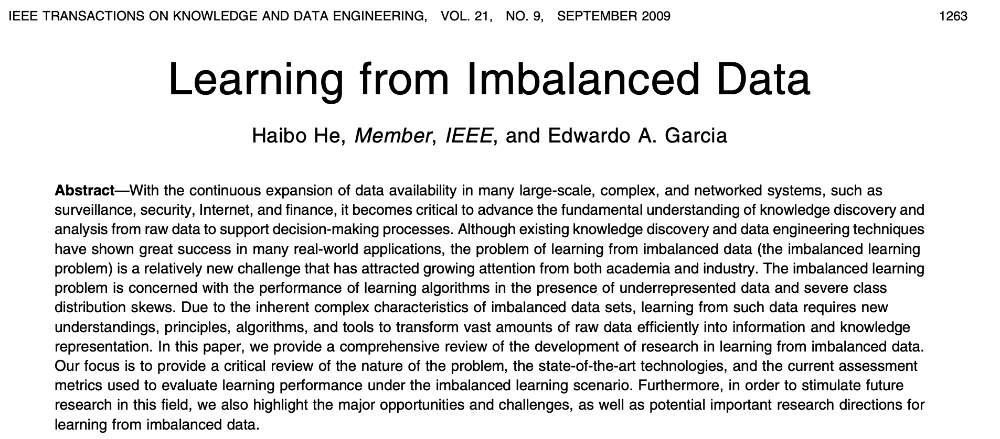 IEEE TRANSACTIONS ON KNOWLEDGE AND DATA ENGINEERING, VOL. 21, NO. 9, SEPTEMBER 2009 1263
Learning from Imbalanced Data
Haibo He, Member, IEEE, and Edwardo A. Garcia
Abstract—With the continuous expansion of data availability in many large-scale, complex, and networked systems, such as
surveillance, security, Internet, and finance, it becomes critical to advance the fundamental understanding of knowledge discovery and
analysis from raw data to support decision-making processes. Although existing knowledge discovery and data engineering techniques
have shown great success in many real-world applications, the problem of learning from imbalanced data (the imbalanced learning
problem) is a relatively new challenge that has attracted growing attention from both academia and industry. The imbalanced learning
problem is concerned with the performance of learning algorithms in the presence of underrepresented data and severe class
distribution skews. Due to the inherent complex characteristics of imbalanced data sets, learning from such data requires new
understandings, principles, algorithms, and tools to transform vast amounts of raw data efficiently into information and knowledge
representation. In this paper, we provide a comprehensive review of the development of research in learning from imbalanced data.
Our focus is to provide a critical review of the nature of the problem, the state-of-the-art technologies, and the current assessment
metrics used to evaluate learning performance under the imbalanced learning scenario. Furthermore, in order to stimulate future
research in this field, we also highlight the major opportunities and challenges, as well as potential important research directions for
learning from imbalanced data.